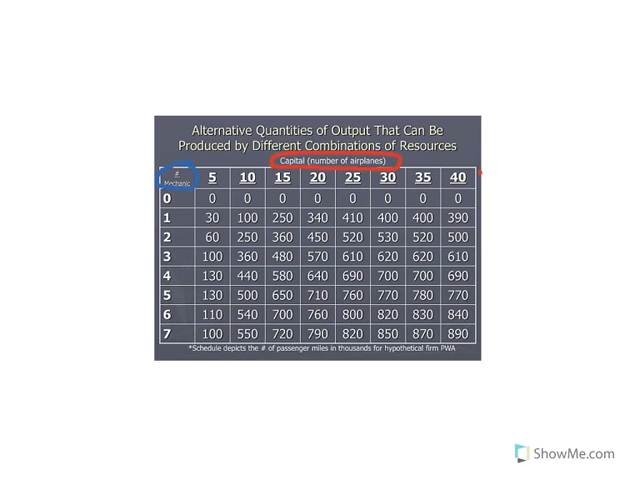 Alternative Quantities of Output That Can Be
Produced by Different Combinations of Resources
Capital (number of airplanes)
# Mechanic 5 10 15 20 25 30 35 40
0 0 0 0 0 0 0 0 0
1 30 100 250 340 410 400 400 390
2 60 250 360 450 520 530 520 500
3 100 360 480 570 610 620 620 610
4 130 440 580 640 690 700 700 690
5 130 500 650 710 760 770 780 770
6 110 540 700 760 800 820 830 840
7 100 550 720 790 820 850 870 890
*Schedule depicts the # of passenger miles in thousands for hypothetical firm PWA
ShowMe.com